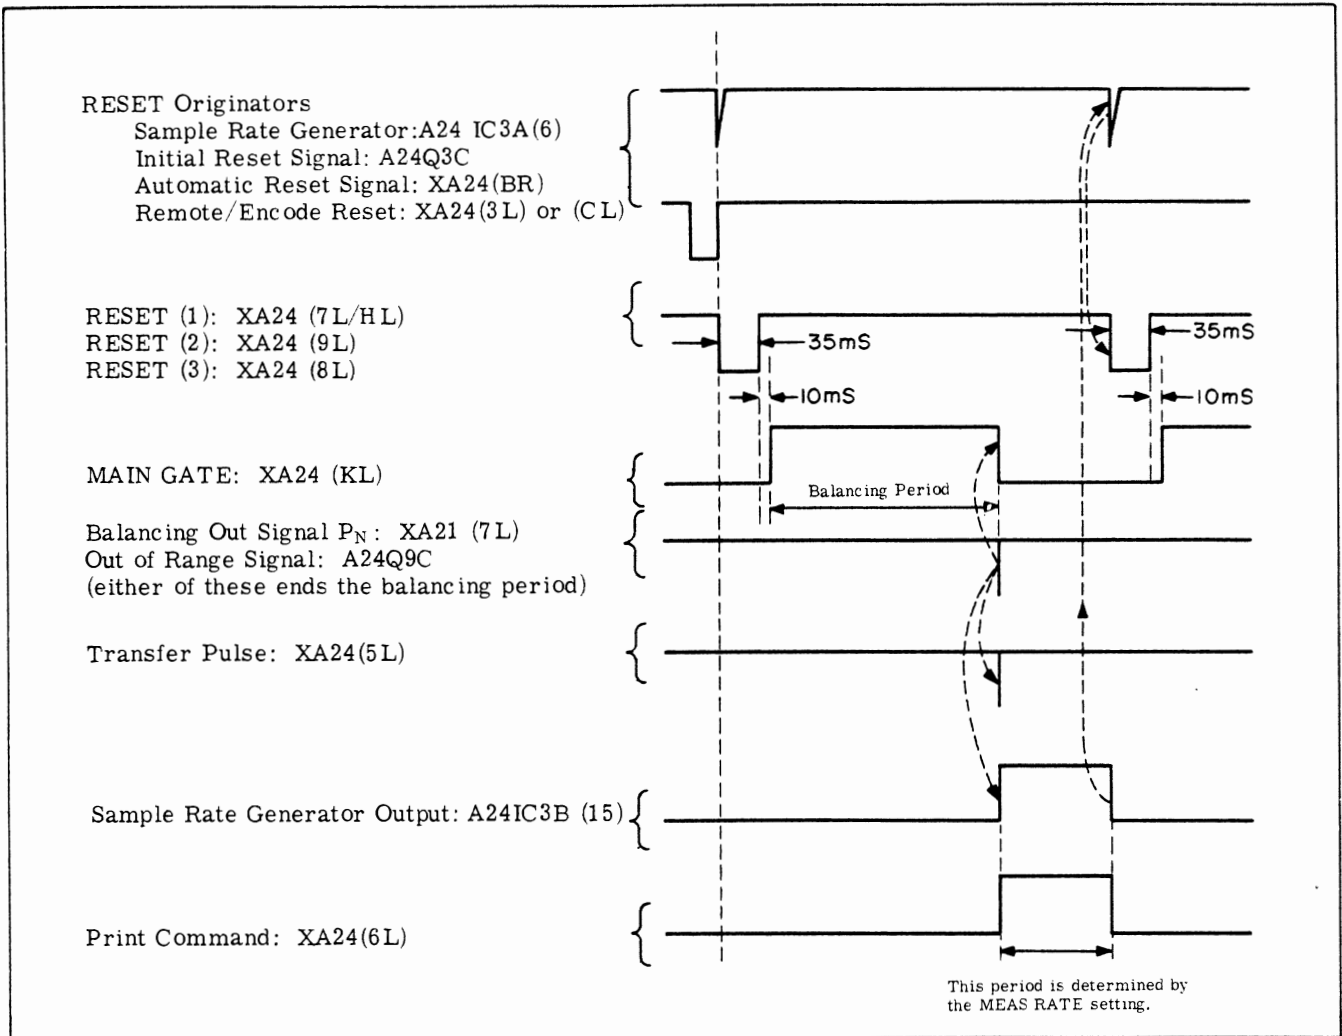 RESET Originators
Sample Rate Generator:A24 IC3A(6)
Initial Reset Signal: A24Q3C
Automatic Reset Signal: XA24(BR)
Remote/Encode Reset: XA24(3L) or (CL)
RESET (1): XA24 (7L/HL)
RESET (2): XA24 (9L)
RESET (3): XA24 (8L)
35mS
35mS
10mS
10mS
MAIN GATE: XA24 (KL)
Balancing Period
Balancing Out Signal PN: XA21 (7L)
Out of Range Signal: A24Q9C
(either of these ends the balancing period)
Transfer Pulse: XA24(5L)
Sample Rate Generator Output: A24IC3B (15)
Print Command: XA24(6L)
This period is determined by
the MEAS RATE setting.